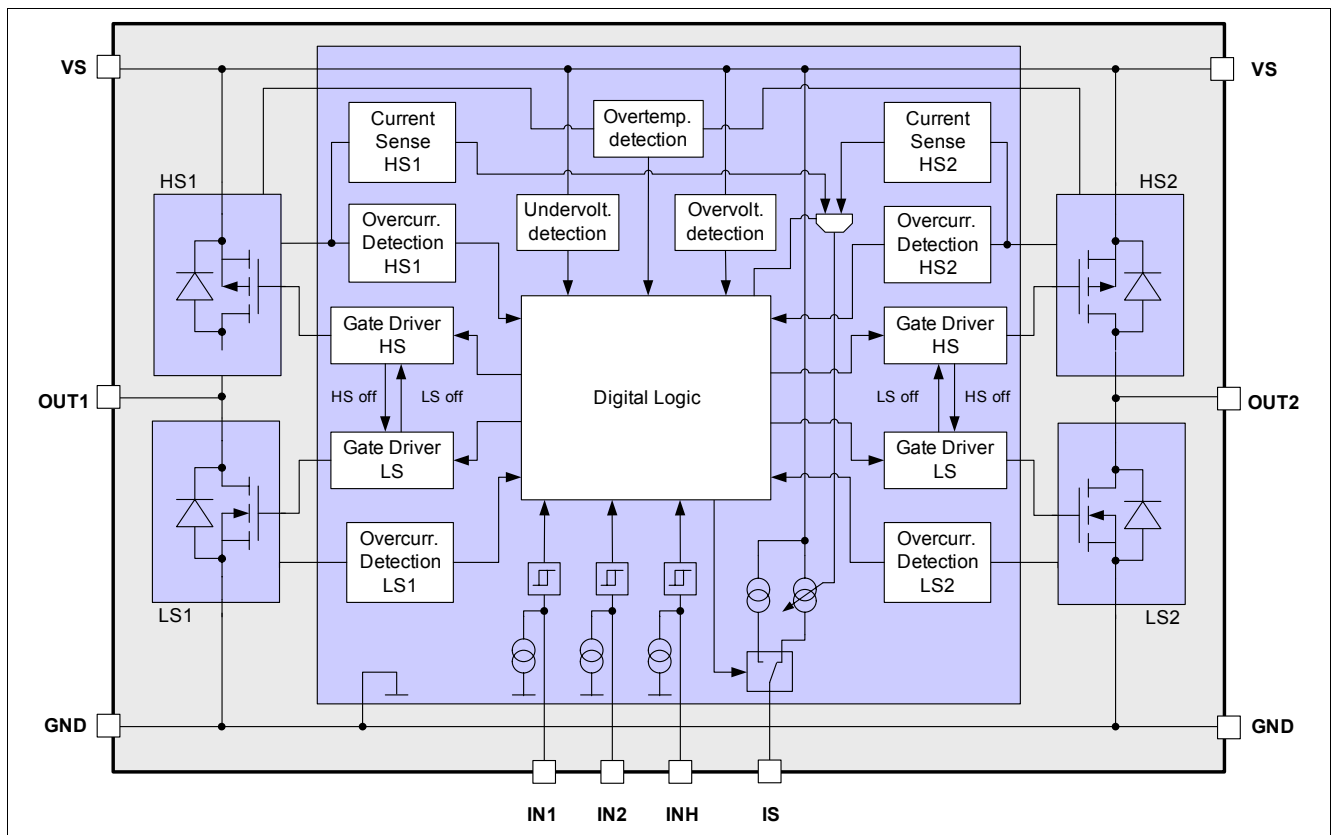 VS
VS
Current
Sense
HS1
Overtemp.
detection
Current
Sense
HS2
HS1
HS2
Overcurr.
Detection
HS1
Undervolt.
detection
Overvolt.
detection
Overcurr.
Detection
HS2
Gate Driver
HS
Gate Driver
HS
HS off
LS off
Digital Logic
LS off
HS off
OUT1
OUT2
Gate Driver
LS
Gate Driver
LS
Overcurr.
Detection
LS1
Overcurr.
Detection
LS2
LS1
LS2
GND
GND
IN1
IN2
INH
IS